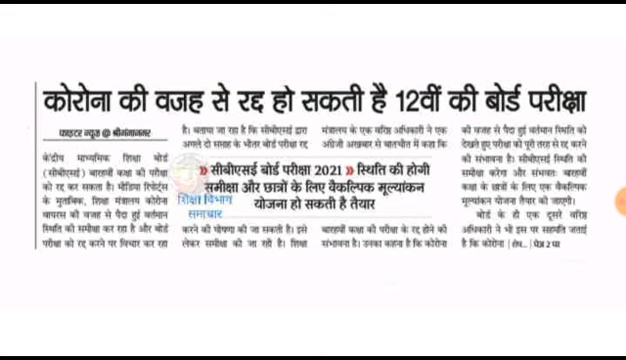 कोरोना की वजह से रद्द हो सकती है 12वीं की बोर्ड परीक्षा
फाइटर न्यूज @ श्रीगंगानगर
केंद्रीय माध्यमिक शिक्षा बोर्ड
(सीबीएसई) बारहवीं कक्षा की परीक्षा
को रद्द कर सकता है। मीडिया रिपोर्ट्स
के मुताबिक, शिक्षा मंत्रालय कोरोना
वायरस की वजह से पैदा हुई वर्तमान
स्थिति की समीक्षा कर रहा है और बोर्ड
परीक्षा को रद्द करने पर विचार कर रहा
है। बताया जा रहा है कि सीबीएसई द्वारा
अगले दो सप्ताह के भीतर बोर्ड परीक्षा रद्द
» सीबीएसई बोर्ड परीक्षा 2021 » स्थिति की होगी
समीक्षा और छात्रों के लिए वैकल्पिक मूल्यांकन
योजना हो सकती है तैयार
शिक्षा विभाग
समाचार
करने की घोषणा की जा सकती है। इसे
लेकर समीक्षा की जा रही है। शिक्षा
मंत्रालय के एक वरिष्ठ अधिकारी ने एक
अंग्रेजी अखबार से बातचीत में कहा कि
बारहवीं कक्षा की परीक्षा के रद्द होने की
संभावना है। उनका कहना है कि कोरोना
की वजह से पैदा हुई वर्तमान स्थिति को
देखते हुए परीक्षा को पूरी तरह से रद्द करने
की संभावना है। सीबीएसई स्थिति की
समीक्षा करेगा और संभवतः बारहवीं
कक्षा के छात्रों के लिए एक वैकल्पिक
मूल्यांकन योजना तैयार की जाएगी।
बोर्ड के ही एक दूसरे वरिष्ठ
अधिकारी ने भी इस पर सहमति जताई
है कि कोरोना | शेष... | पेज 2 पर